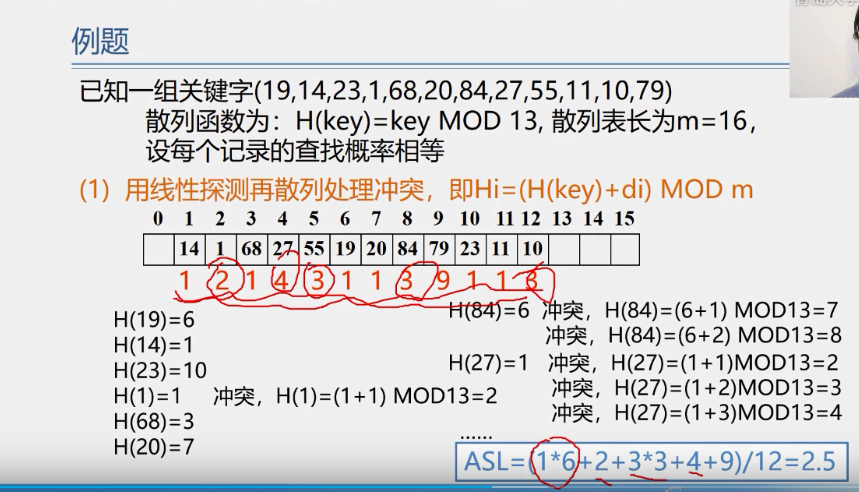 例题
已知一组关键字(19,14,23,1,68,20,84,27,55,11,10,79)
散列函数为：H(key)=key MOD 13, 散列表长为m=16，
设每个记录的查找概率相等
(1) 用线性探测再散列处理冲突，即Hi=(H(key)+di) MOD m
0 1 2 3 4 5 6 7 8 9 10 11 12 13 14 15
14 1 68 27 55 19 20 84 79 23 11 10
1 2 1 4 3 1 1 3 9 1 1 3
H(19)=6
H(14)=1
H(23)=10
H(1)=1 冲突，H(1)=(1+1) MOD13=2
H(68)=3
H(20)=7
H(84)=6 冲突，H(84)=(6+1) MOD13=7
冲突，H(84)=(6+2) MOD13=8
H(27)=1 冲突，H(27)=(1+1)MOD13=2
冲突，H(27)=(1+2)MOD13=3
冲突，H(27)=(1+3)MOD13=4
......
ASL=(1*6+2+3*3+4+9)/12=2.5